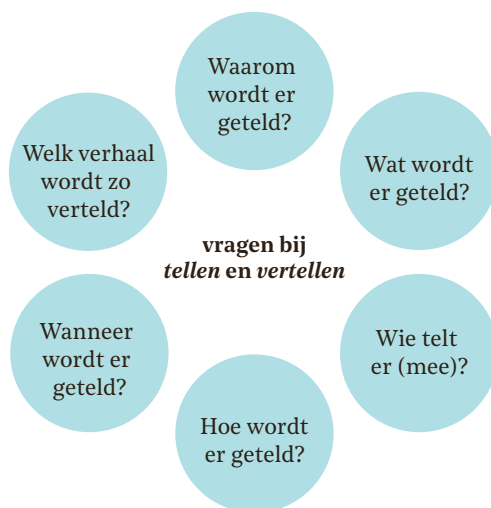 Waarom
wordt er
geteld?
Welk verhaal
wordt zo
verteld?
Wat wordt
er geteld?
vragen bij
tellen en vertellen
Wanneer
wordt er
geteld?
Wie telt
er (mee)?
Hoe wordt
er geteld?